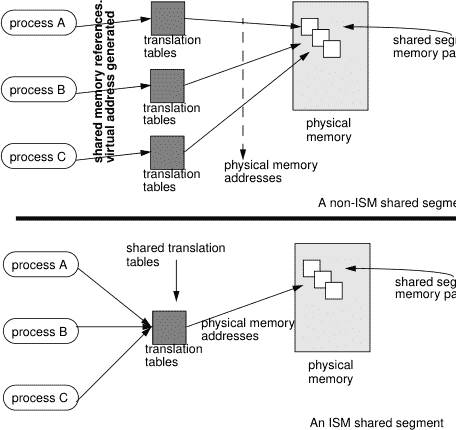 process A
translation
tables
process B
translation
tables
process C
translation
tables
shared memory references.
virtual address generated
physical memory
addresses
physical
memory
shared seg
memory pa
A non-ISM shared segme
shared translation
tables
process A
process B
process C
translation
tables
physical memory
addresses
shared seg
memory pa
physical
memory
An ISM shared segment